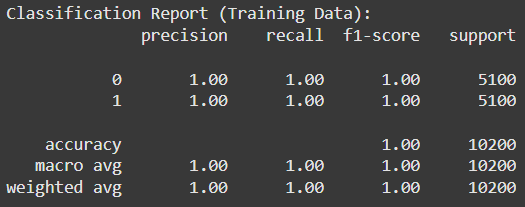 Classification Report (Training Data):
precision recall f1-score support
0 1.00 1.00 1.00 5100
1 1.00 1.00 1.00 5100
accuracy 1.00 10200
macro avg 1.00 1.00 1.00 10200
weighted avg 1.00 1.00 1.00 10200